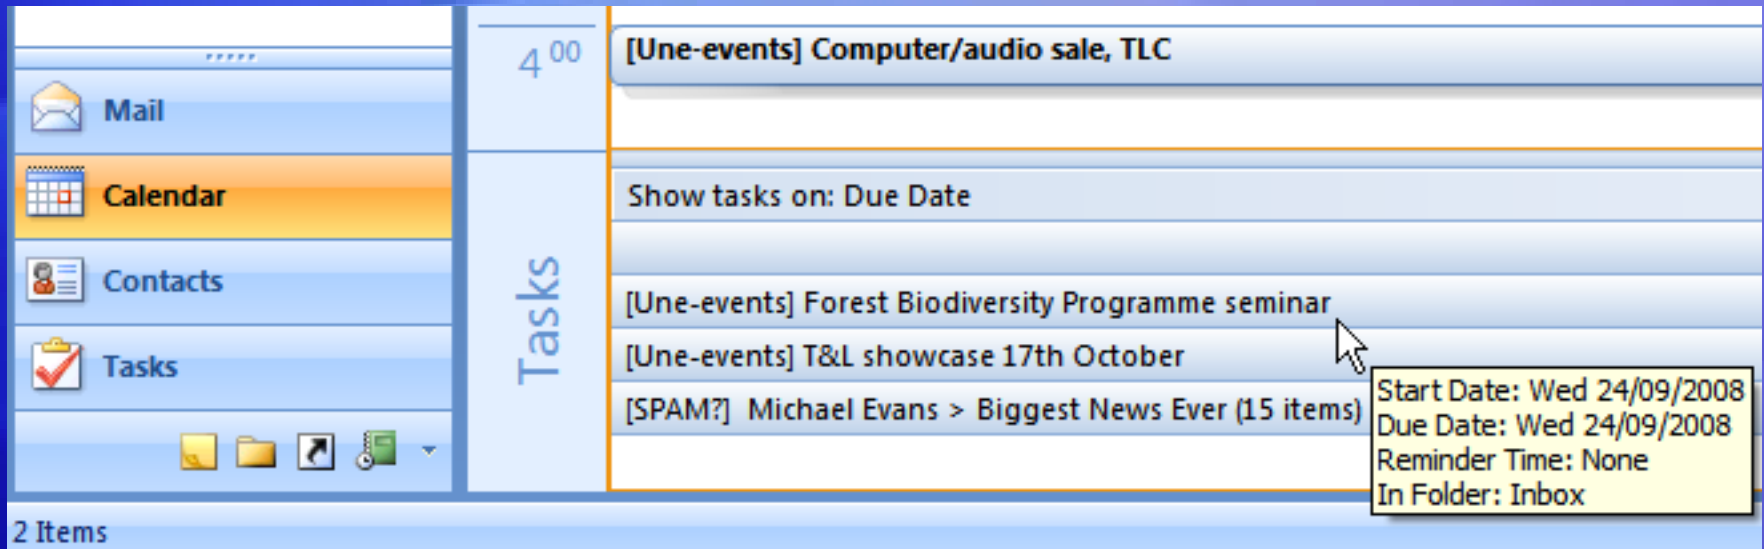 Mail
Calendar
Contacts
Tasks
4 00
[Une-events] Computer/audio sale, TLC
Tasks
Show tasks on: Due Date
[Une-events] Forest Biodiversity Programme seminar
[Une-events] T&L showcase 17th October
[SPAM?]  Michael Evans > Biggest News Ever (15 items)
Start Date: Wed 24/09/2008
Due Date: Wed 24/09/2008
Reminder Time: None
In Folder: Inbox
2 Items